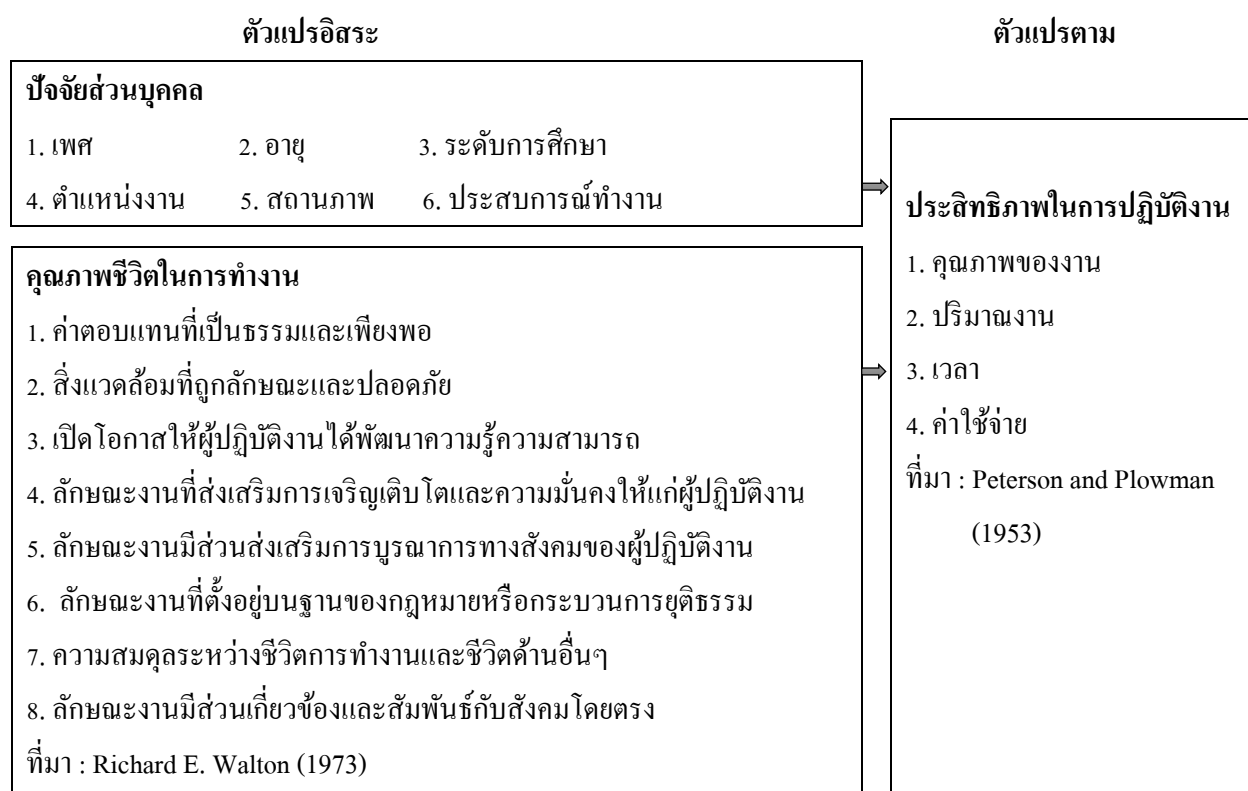 ตัวแปรอิสระ
ตัวแปรตาม
ปัจจัยส่วนบุคคล
1. เพศ 2. อายุ 3. ระดับการศึกษา
4. ตำแหน่งงาน 5. สถานภาพ 6. ประสบการณ์ทำงาน
คุณภาพชีวิตในการทำงาน
1. ค่าตอบแทนที่เป็นธรรมและเพียงพอ
2. สิ่งแวดล้อมที่ถูกลักษณะและปลอดภัย
3. เปิดโอกาสให้ผู้ปฏิบัติงานได้พัฒนาความรู้ความสามารถ
4. ลักษณะงานที่ส่งเสริมการเจริญเติบโตและความมั่นคงให้แก่ผู้ปฏิบัติงาน
5. ลักษณะงานมีส่วนส่งเสริมการบูรณาการทางสังคมของผู้ปฏิบัติงาน
6. ลักษณะงานที่ตั้งอยู่บนฐานของกฎหมายหรือกระบวนการยุติธรรม
7. ความสมดุลระหว่างชีวิตการทำงานและชีวิตด้านอื่นๆ
8. ลักษณะงานมีส่วนเกี่ยวข้องและสัมพันธ์กับสังคมโดยตรง
ที่มา : Richard E. Walton (1973)
ประสิทธิภาพในการปฏิบัติงาน
1. คุณภาพของงาน
2. ปริมาณงาน
3. เวลา
4. ค่าใช้จ่าย
ที่มา : Peterson and Plowman
(1953)